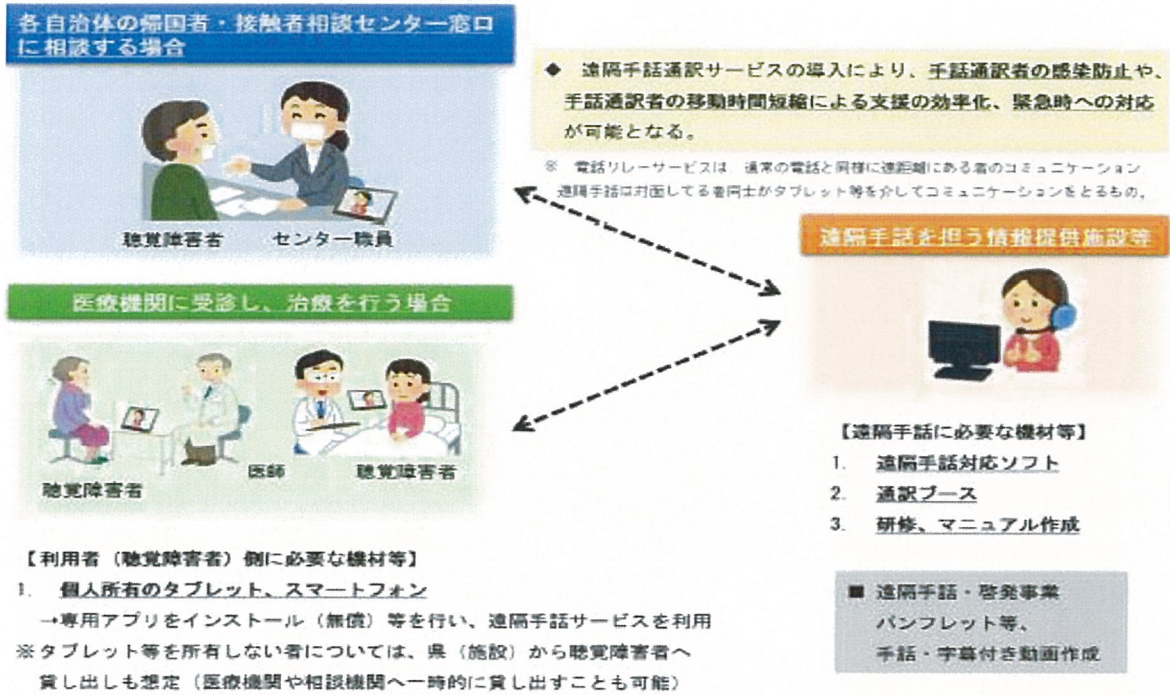 各自治体の帰国者・接触者相談センター窓口
に相談する場合
聴覚障害者
センター職員
◆ 遠隔手話通訳サービスの導入により、手話通訳者の感染防止や、
手話通訳者の移動時間短縮による支援の効率化、緊急時への対応
が可能となる。
※ 電話リレーサービスは 通常の電話と同様に遠距離にある者のコミュニケーション
遠隔手話は対面してる者同士がタブレット等を介してコミュニケーションをとるもの。
医療機関に受診し、治療を行う場合
聴覚障害者
医師
聴覚障害者
【利用者（聴覚障害者）側に必要な機材等】
1. 個人所有のタブレット、スマートフォン
→専用アプリをインストール（無償）等を行い、遠隔手話サービスを利用
※タブレット等を所有しない者については、県（施設）から聴覚障害者へ
貸し出しも想定（医療機関や相談機関へ一時的に貸し出すことも可能）
遠隔手話を担う情報提供施設等
【遠隔手話に必要な機材等】
1. 遠隔手話対応ソフト
2. 通訳ブース
3. 研修、マニュアル作成
■ 遠隔手話・啓発事業
パンフレット等、
手話・字幕付き動画作成